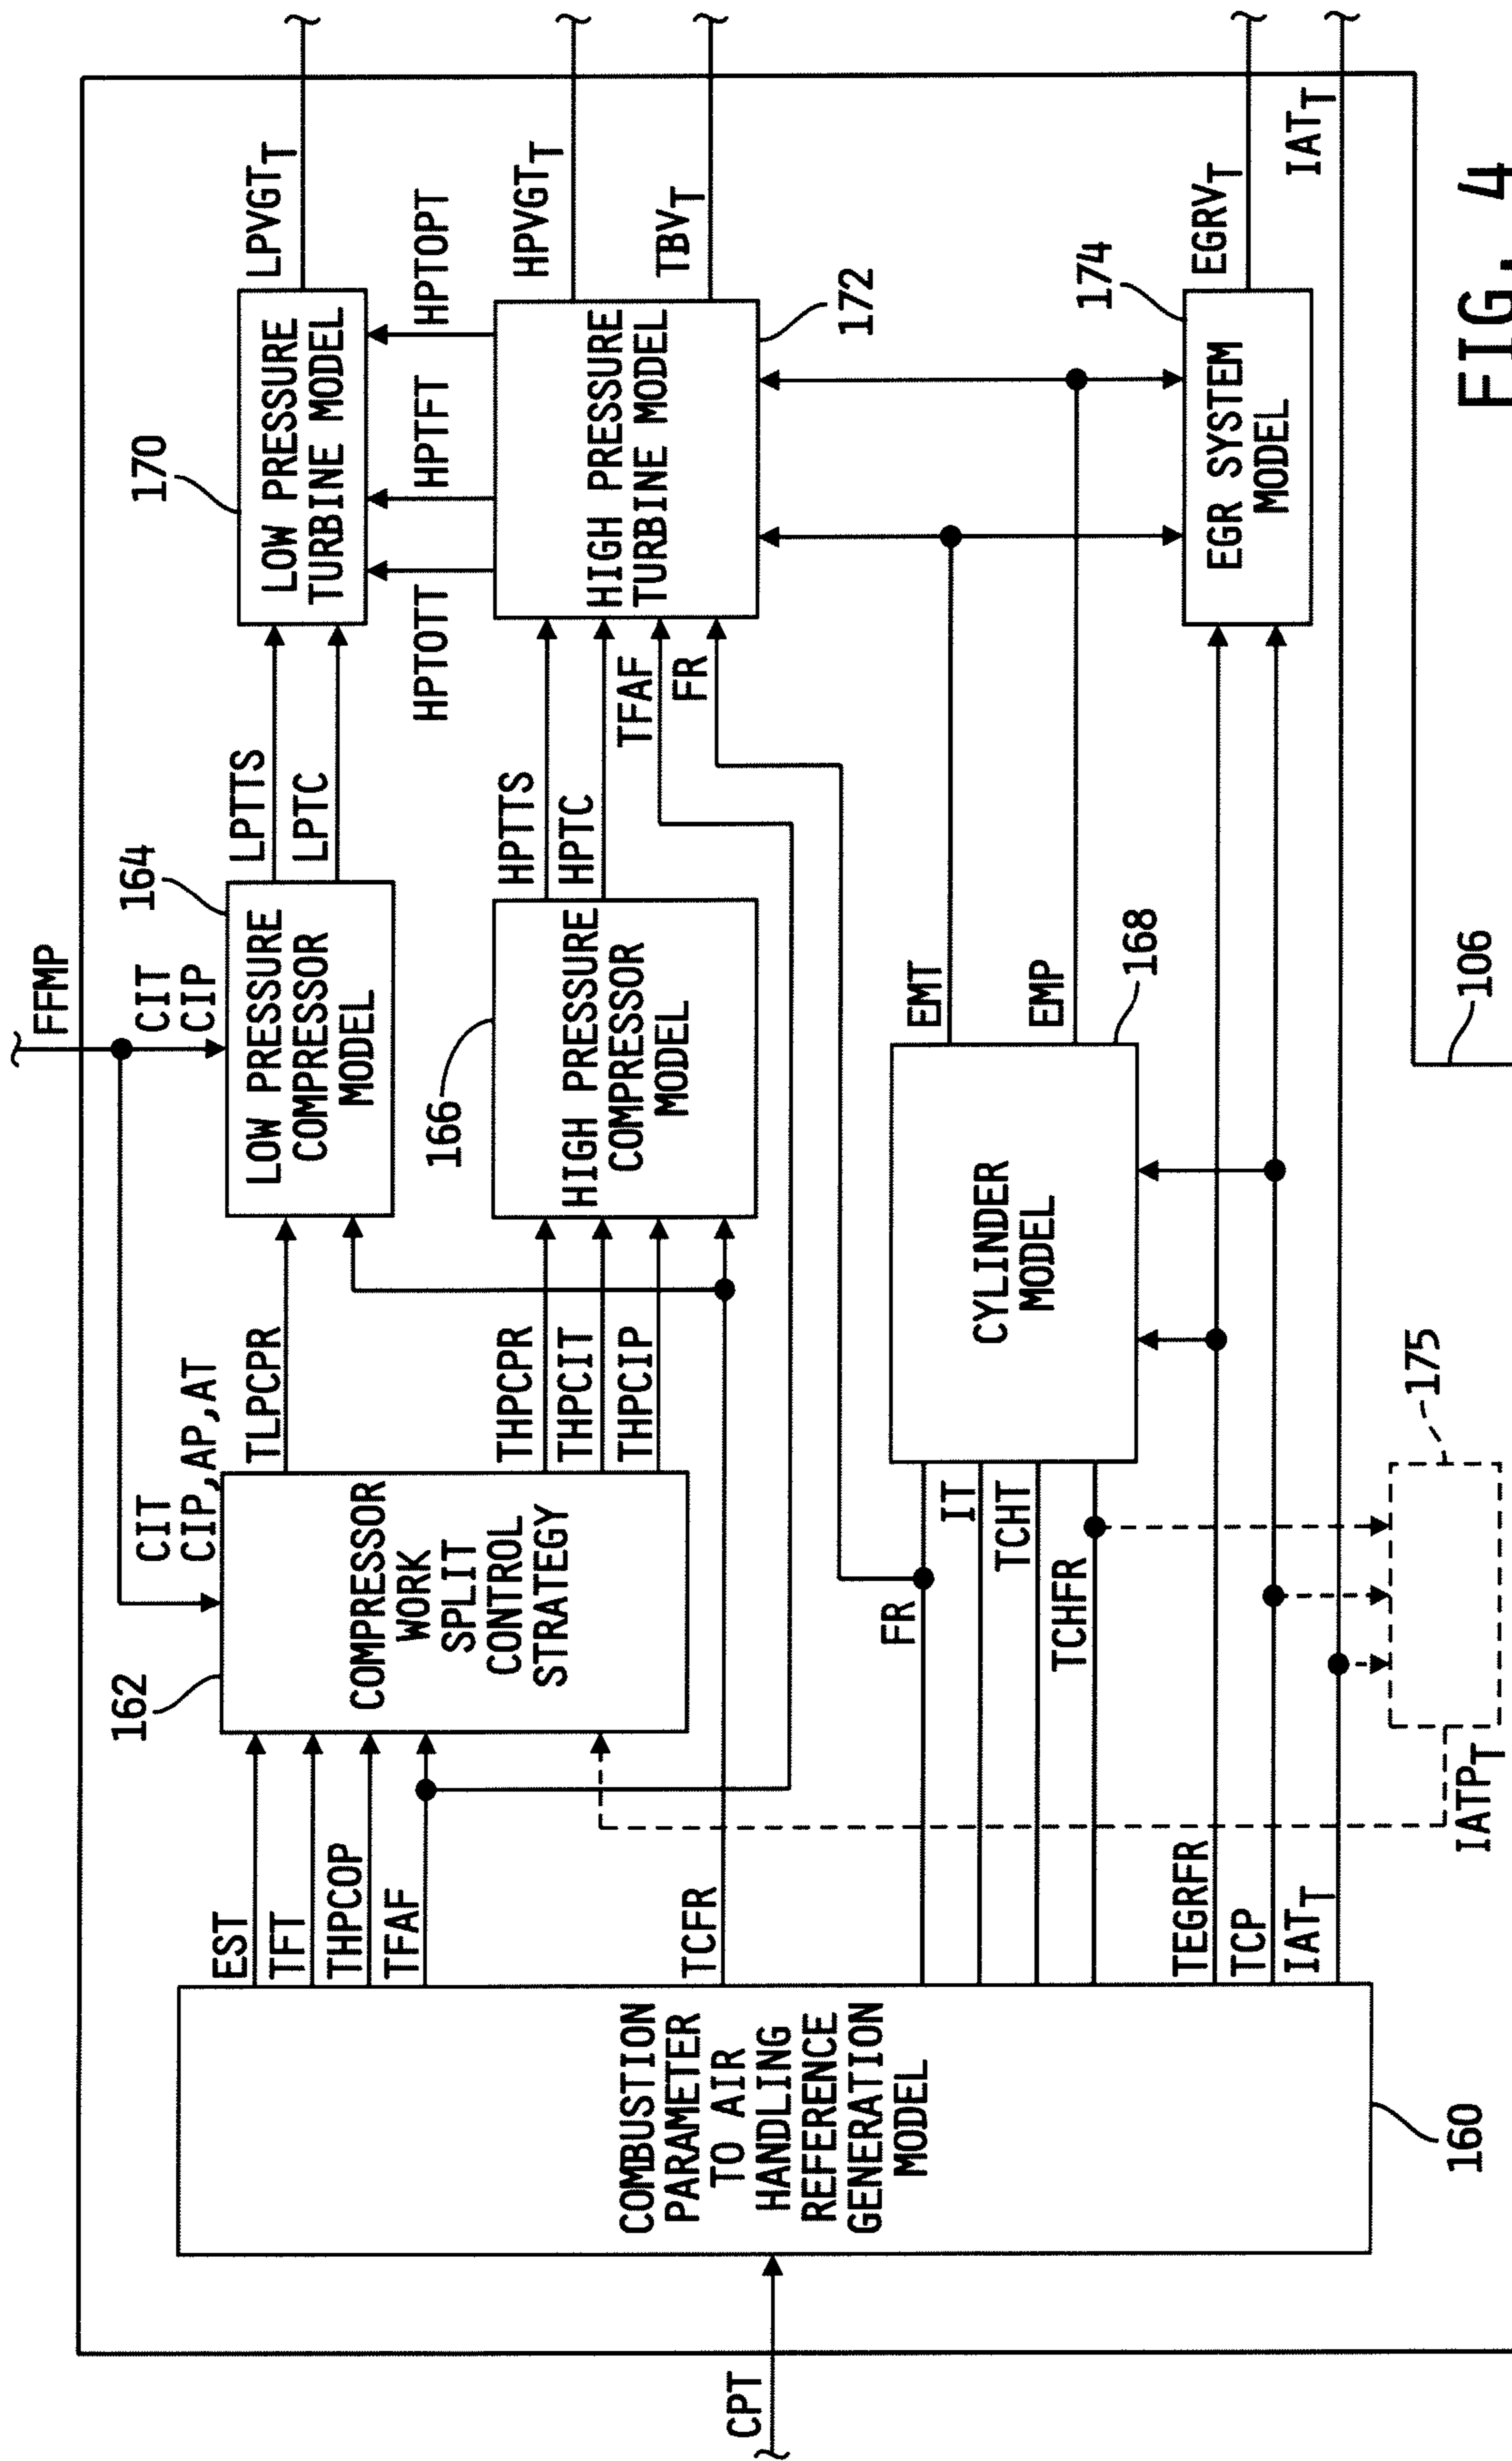 FFMP
CIT
CIP,AP,AT
CIT
CIP
162
COMPRESSOR
WORK
SPLIT
CONTROL
STRATEGY
EST
TFT
THPCOP
TFAF
TLPCPR
164
LOW PRESSURE
COMPRESSOR
MODEL
LPTTS
LPTC
170
LOW PRESSURE
TURBINE MODEL
LPVGTT
HPTOTT
HPTFT
HPTOPT
THPCPR
THPCIT
THPCIP
166
HIGH PRESSURE
COMPRESSOR
MODEL
HPTTS
HPTC
TFAF
FR
HIGH PRESSURE
TURBINE MODEL
HPVGTT
TBVT
172
TCFR
CPT
COMBUSTION
PARAMETER
TO AIR
HANDLING
REFERENCE
GENERATION
MODEL
160
FR
IT
TCHT
TCHFR
CYLINDER
MODEL
168
EMT
EMP
174
EGR SYSTEM
MODEL
EGRVT
IATT
TEGRFR
TCP
IATT
IATPT
175
106
FIG. 4